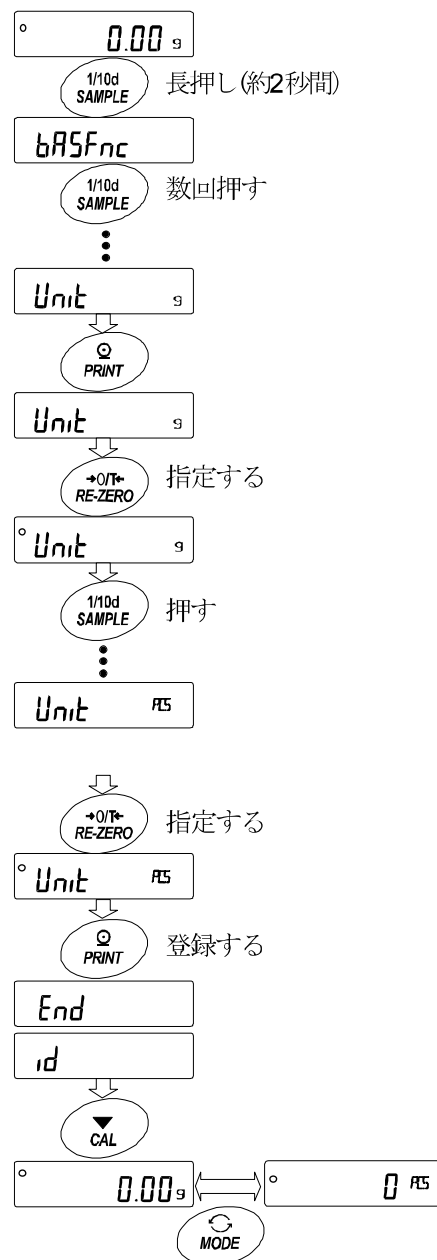 0.00 g
1/10d
SAMPLE
長押し(約2秒間)
bASFnc
1/10d
SAMPLE
数回押す
Unit g
PRINT
Unit g
→0/T←
RE-ZERO
指定する
Unit g
1/10d
SAMPLE
押す
Unit PCS
→0/T←
RE-ZERO
指定する
Unit PCS
PRINT
登録する
End
id
CAL
0.00 g
0 PCS
MODE